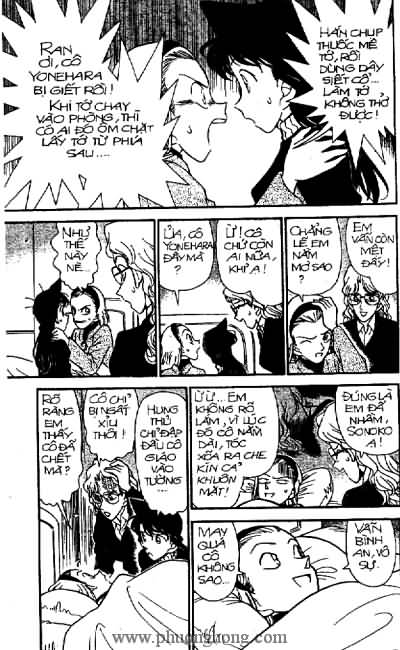 RAN
ƠI, CÔ
YONEHARA
BỊ GIẾT RỒI!
KHI TỚ CHẠY
VÀO PHÒNG, THÌ
CÓ AI ĐÓ ÔM CHẶT
LẤY TỚ TỪ PHÍA
SAU....
HẮN CHỤP
THUỐC MÊ
TỚ, RỒI
DÙNG DÂY
SIẾT CỔ...
LÀM TỚ
KHÔNG THỞ
ĐƯỢC!
NHƯ
THẾ
NÀY
NÈ...
ỦA, CÔ
YONEHARA
ĐÂY MÀ
?
Ừ! CÔ
CHỨ CÒN
AI NỮA,
KHỈ Ạ!
CHẲNG
LẼ EM
NẰM
MƠ SAO
?
EM
VẪN CÒN
MỆT
ĐẤY!
RÕ
RÀNG
EM
THẤY
CÔ ĐÃ
CHẾT
MÀ?
CÔ CHỈ
BỊ NGẤT
XỈU
THÔI!
HUNG
THỦ
CHỈ ĐẬP
ĐẦU CÔ
GIÁO
VÀO
TƯỜNG...
Ừ Ừ... EM
KHÔNG RÕ
LẮM, VÌ LÚC
ĐÓ CÔ NẰM
DÀI, TÓC
XÕA RA CHE
KÍN CẢ
KHUÔN
MẶT!
ĐÚNG LÀ
EM ĐÃ
NHẦM,
SONOKO
Ạ!
MAY
QUÁ
CÔ
KHÔNG
SAO...
VẪN
BÌNH
AN, VÔ
SỰ.
www.phuonghong.com